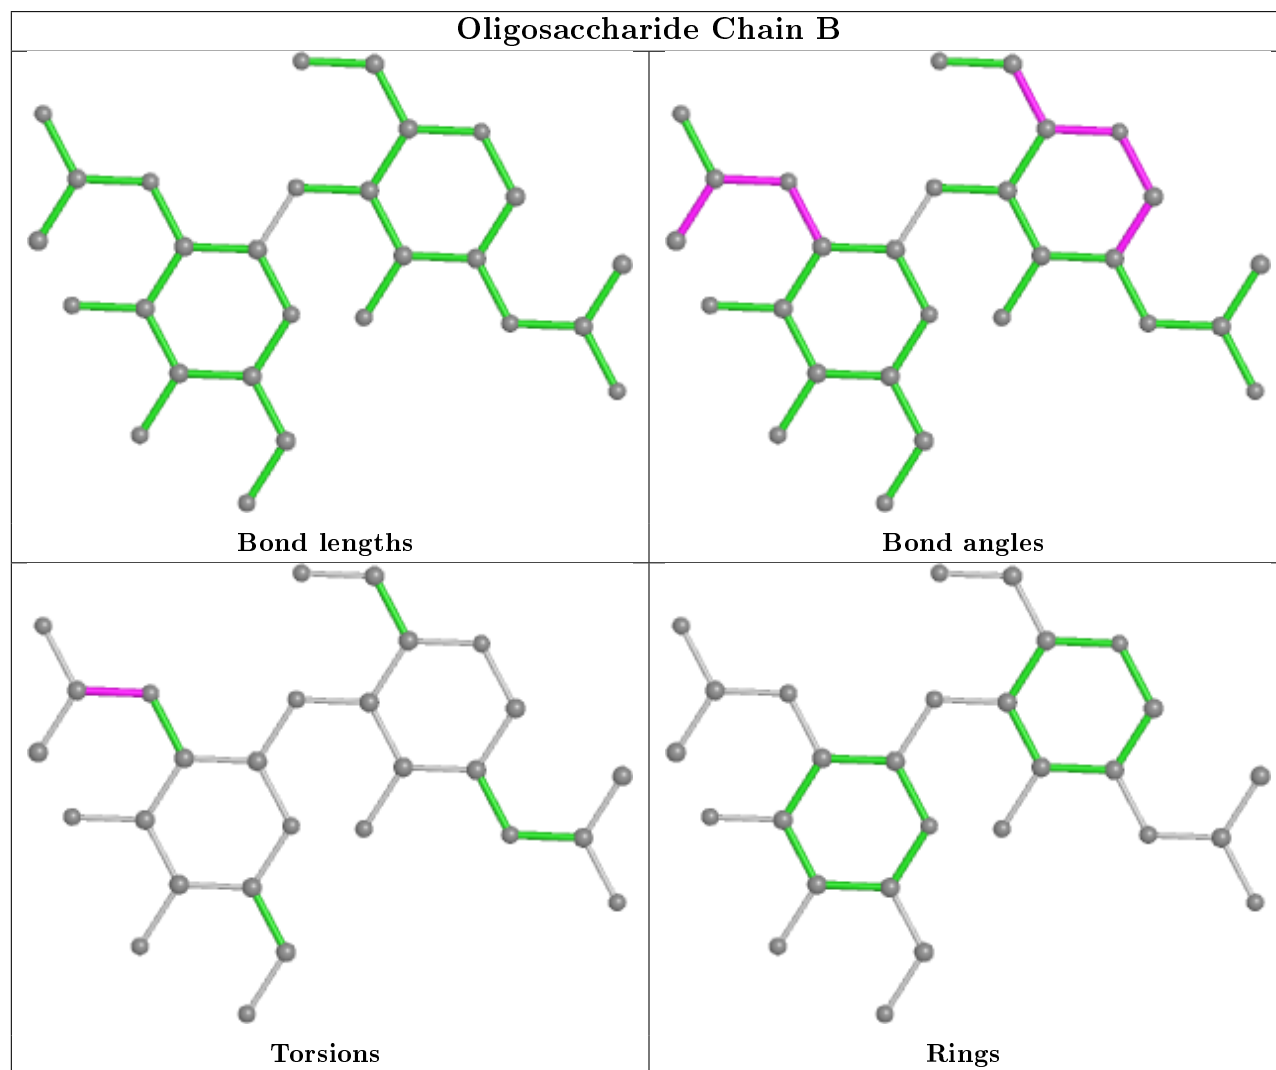 Oligosaccharide Chain B
Bond lengths
Bond angles
Torsions
Rings